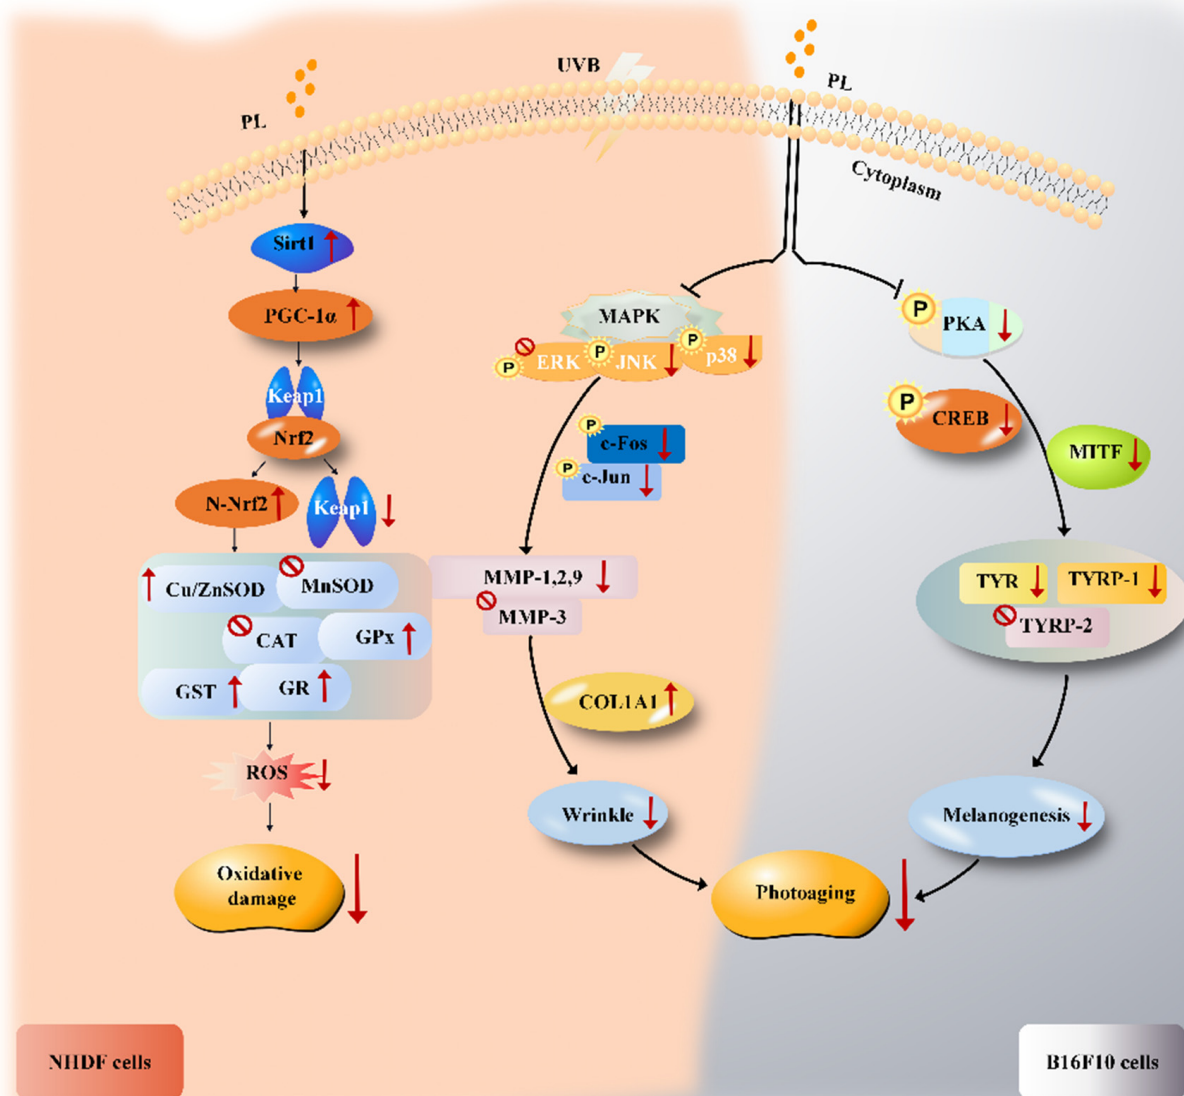 UVB
PL
PL
Cytoplasm
Sirt1
PGC-1α
Keap1
Nrf2
N-Nrf2
Keap1
Cu/ZnSOD
MnSOD
CAT
GPx
GST
GR
ROS
Oxidative
damage
MAPK
P
ERK
P
JNK
P
p38
P
c-Fos
P
c-Jun
MMP-1,2,9
MMP-3
COL1A1
Wrinkle
P
PKA
P
CREB
MITF
TYR
TYRP-1
TYRP-2
Melanogenesis
Photoaging
NHDF cells
B16F10 cells